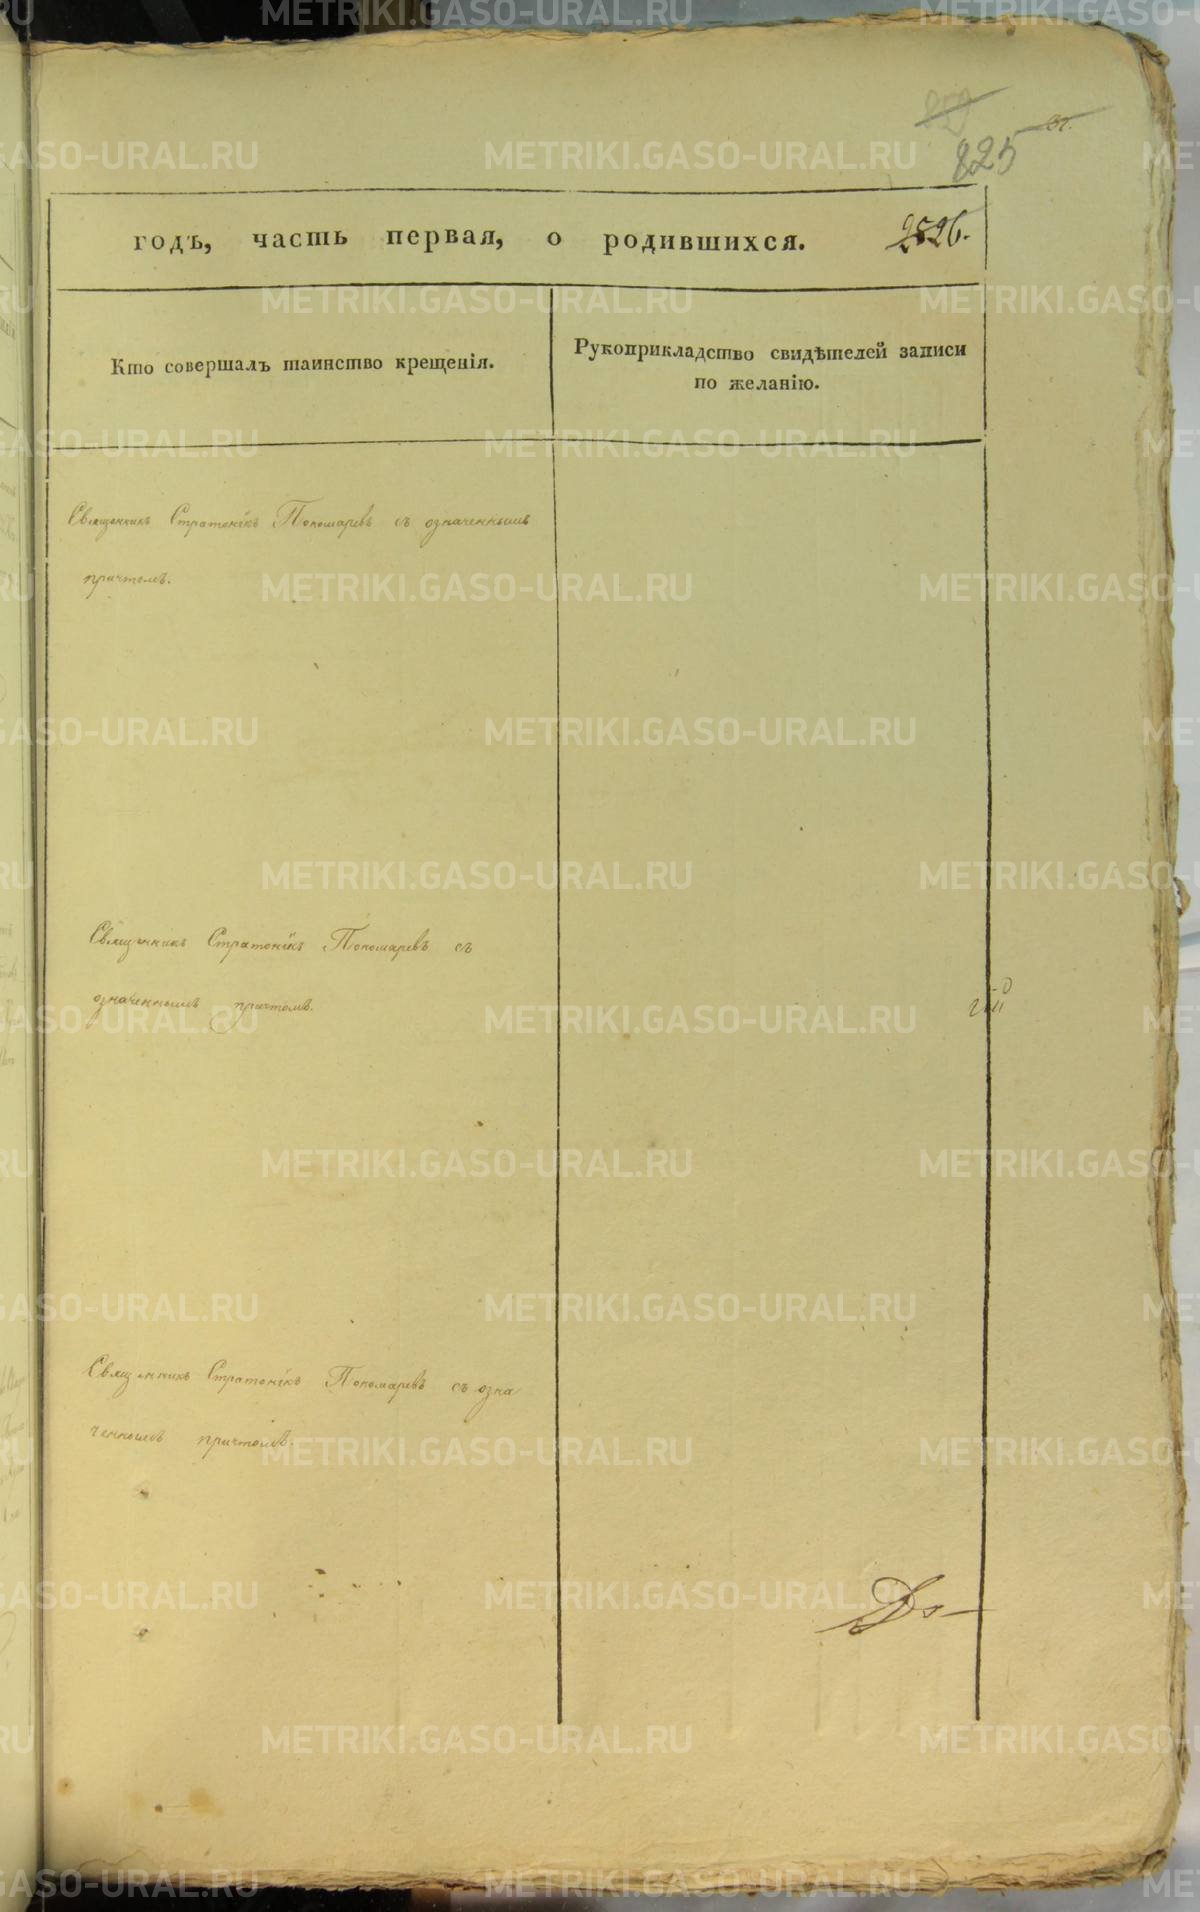 825
годъ, часть первая, о родившихся.
Кто совершалъ таинство крещенія.
Рукоприкладство свидѣтелей записи
по желанію.
Священникъ Стратоникъ Пономаревъ съ означеннымъ
причтомъ.
Священникъ Стратоникъ Пономаревъ съ
означеннымъ причтомъ.
Священникъ Стратоникъ Пономаревъ съ озна
ченнымъ причтомъ.
METRIKI.GASO-URAL.RU